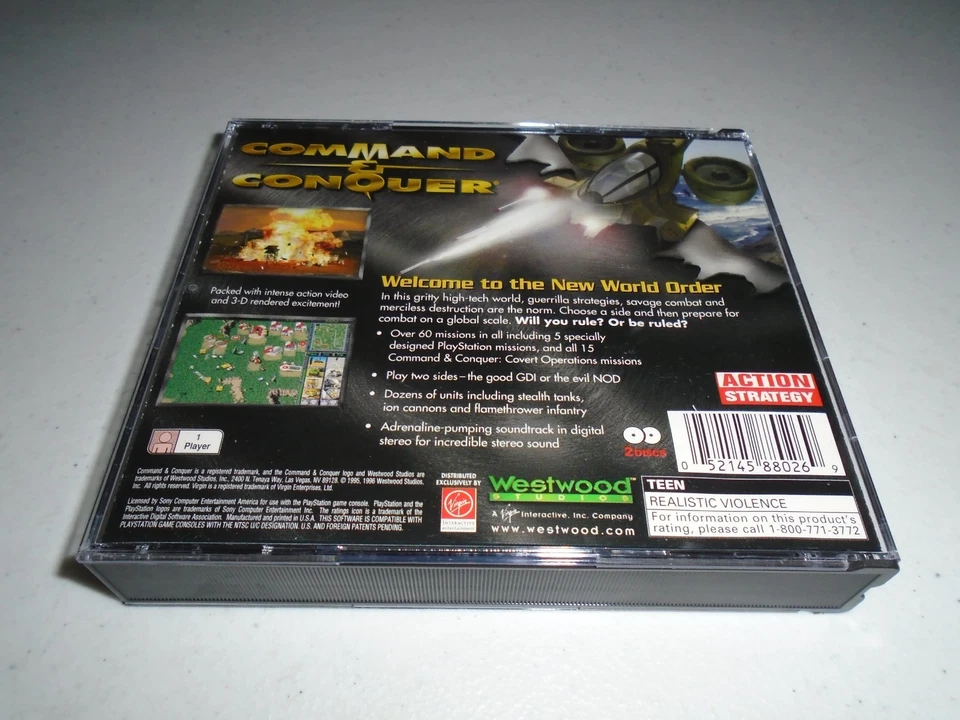 COMMAND
&
CONQUER
Packed with intense action video
and 3-D rendered excitement!
Welcome to the New World Order
In this gritty high-tech world, guerrilla strategies, savage combat and
merciless destruction are the norm. Choose a side and then prepare for
combat on a global scale. Will you rule? Or be ruled?
• Over 60 missions in all including 5 specially
designed PlayStation missions, and all 15
Command & Conquer: Covert Operations missions
• Play two sides – the good GDI or the evil NOD
• Dozens of units including stealth tanks,
ion cannons and flamethrower infantry
• Adrenaline-pumping soundtrack in digital
stereo for incredible stereo sound
1
Player
ACTION
STRATEGY
2 DISCS
0 52145 88026 9
Command & Conquer is a registered trademark, and the Command & Conquer logo and Westwood Studios are
trademarks of Westwood Studios, Inc., 2400 N. Tenaya Way, Las Vegas, NV 89128. © 1995, 1996 Westwood Studios,
Inc. All rights reserved. Virgin is a registered trademark of Virgin Enterprises, Ltd.
Licensed by Sony Computer Entertainment America for use with the PlayStation game console. PlayStation and the
PlayStation logos are trademarks of Sony Computer Entertainment Inc. The ratings icon is a trademark of the
Interactive Digital Software Association. Manufactured and printed in U.S.A. THIS SOFTWARE IS COMPATIBLE WITH
PLAYSTATION GAME CONSOLES WITH THE NTSC U/C DESIGNATION. U.S. AND FOREIGN PATENTS PENDING.
DISTRIBUTED
EXCLUSIVELY BY
Virgin
INTERACTIVE
entertainment
Westwood™
STUDIOS
A Virgin Interactive, Inc. Company
www.westwood.com
TEEN
REALISTIC VIOLENCE
For information on this product's
rating, please call 1-800-771-3772